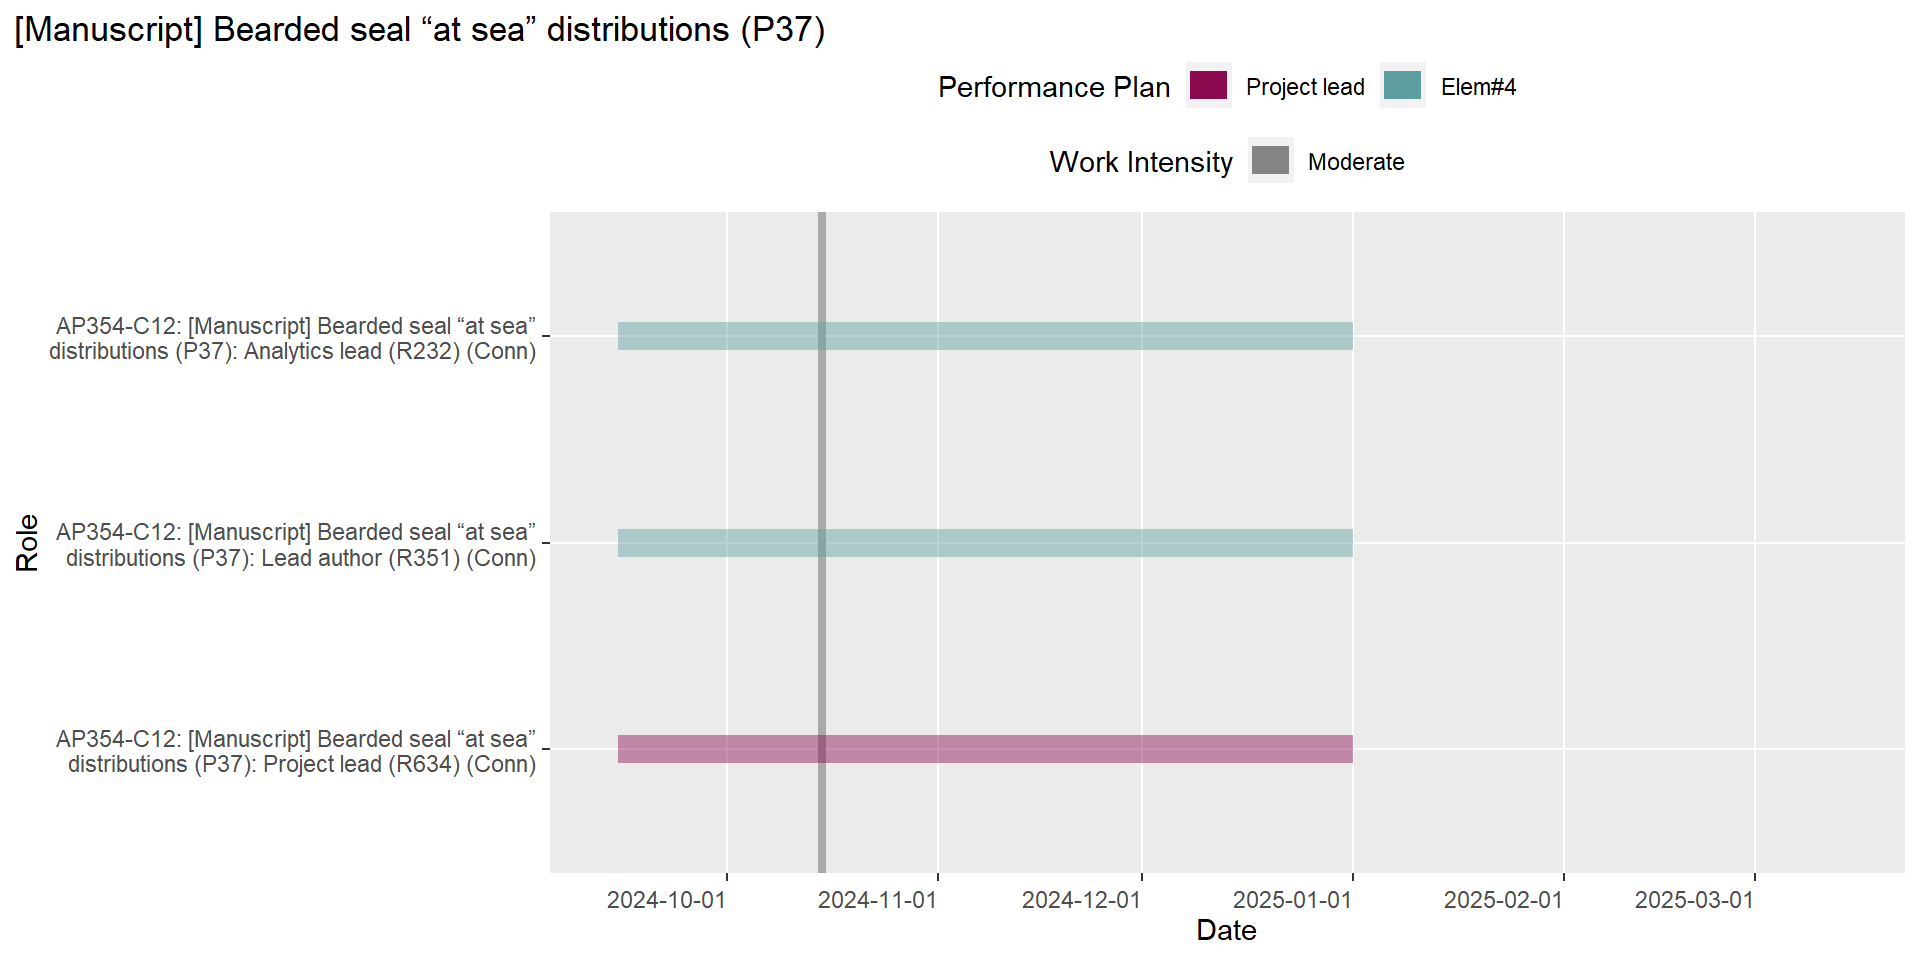 [Manuscript] Bearded seal “at sea” distributions (P37)
Performance Plan Project lead Elem#4
Work Intensity Moderate
AP354-C12: [Manuscript] Bearded seal “at sea”
distributions (P37): Analytics lead (R232) (Conn)
AP354-C12: [Manuscript] Bearded seal “at sea”
distributions (P37): Lead author (R351) (Conn)
AP354-C12: [Manuscript] Bearded seal “at sea”
distributions (P37): Project lead (R634) (Conn)
Role
2024-10-01 2024-11-01 2024-12-01 2025-01-01 2025-02-01 2025-03-01
Date